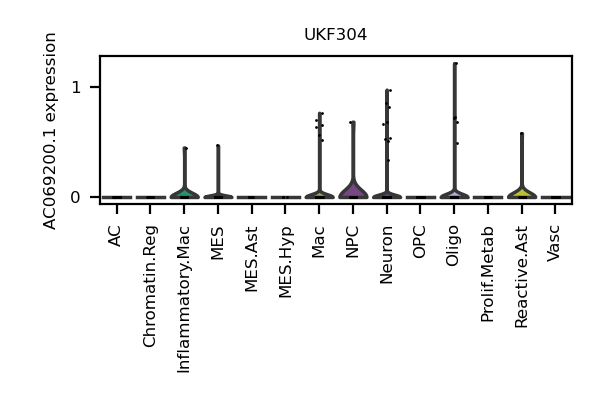 UKF304
AC069200.1 expression
1
0
AC
Chromatin.Reg
Inflammatory.Mac
MES
MES.Ast
MES.Hyp
Mac
NPC
Neuron
OPC
Oligo
Prolif.Metab
Reactive.Ast
Vasc